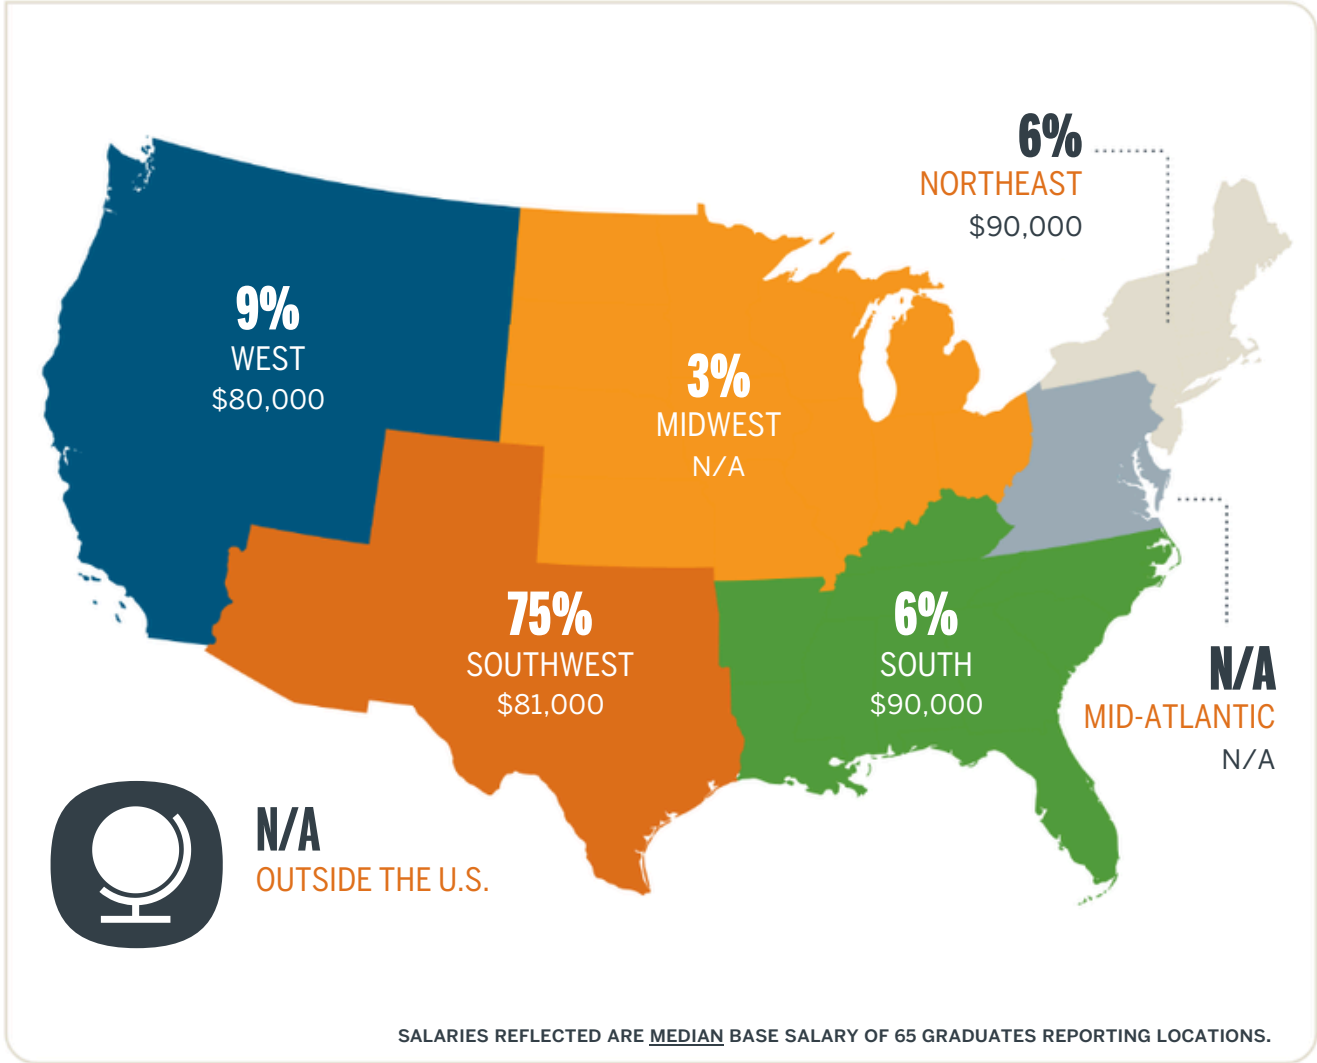 6%
NORTHEAST
$90,000
9%
WEST
$80,000
3%
MIDWEST
N/A
75%
SOUTHWEST
$81,000
6%
SOUTH
$90,000
N/A
MID-ATLANTIC
N/A
N/A
OUTSIDE THE U.S.
SALARIES REFLECTED ARE MEDIAN BASE SALARY OF 65 GRADUATES REPORTING LOCATIONS.